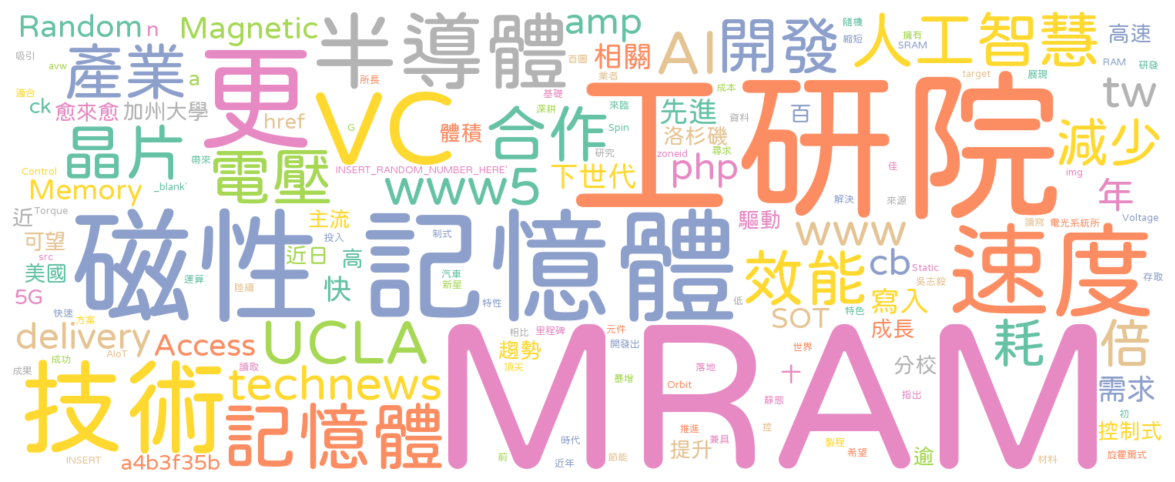 Random
n
Magnetic
半導體
amp
AI
開發
人工智慧
高速
吸引
avw
產業
a
更
所長
百圖
業者
相關
隨機
縮短
擁有
SRAM
RAM
研發
適合
ck
愈來愈
加州大學
href
VC
基礎
深耕
來臨
成本
先進
資料
target
展現
tw
晶片
體積
合作
Spin
洛杉磯
百
工研院
減少
Control
電壓
G
INSERT_RANDOM_NUMBER_HERE'
研究
zoneid
尋求
php
佳
img
帶來
Memory
_blank'
www5
下世代
解決
來源
年
近
Torque
主流
驅動
www
讀寫
電光系統所
Voltage
可望
src
磁性
投入
制式
記憶體
速度
美國
近日
高
汽車
新星
效能
cb
吳志毅
Static
存取
5G
運算
陸續
快
特性
低
寫入
SOT
特色
快速
方案
delivery
Access
UCLA
相比
里程碑
元件
開發出
成長
耗
倍
AIoT
成功
成果
讀取
趨勢
頂尖
MRAM
世界
分校
技術
technews
暴增
落地
Orbit
十
指出
需求
靜態
初
記憶體
推進
兼具
控
製程
希望
控制式
INSERT
a4b3f35b
時代
提升
前
近年
節能
逾
材料
旋霍爾式